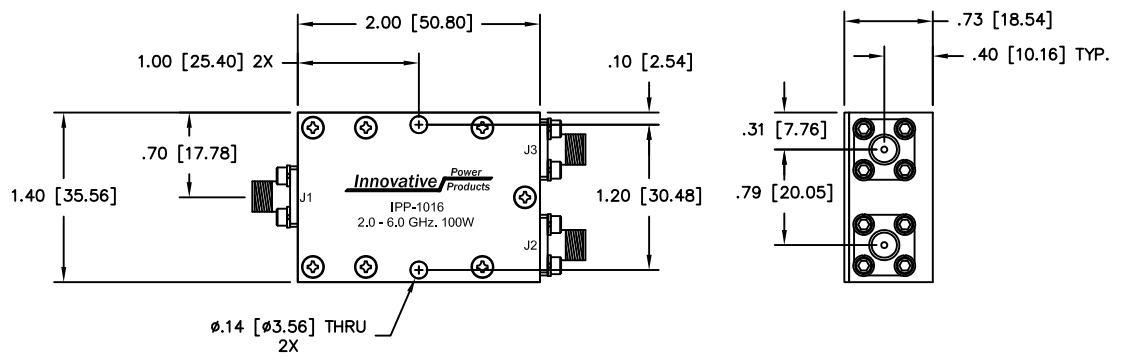 2.00 [50.80]
1.00 [25.40] 2X
.10 [2.54]
.73 [18.54]
.40 [10.16] TYP.
.70 [17.78]
1.40 [35.56]
J1
J3
J2
Innovative Power Products
IPP-1016
2.0 - 6.0 GHz. 100W
1.20 [30.48]
.31 [7.76]
.79 [20.05]
ø.14 [ø3.56] THRU
2X